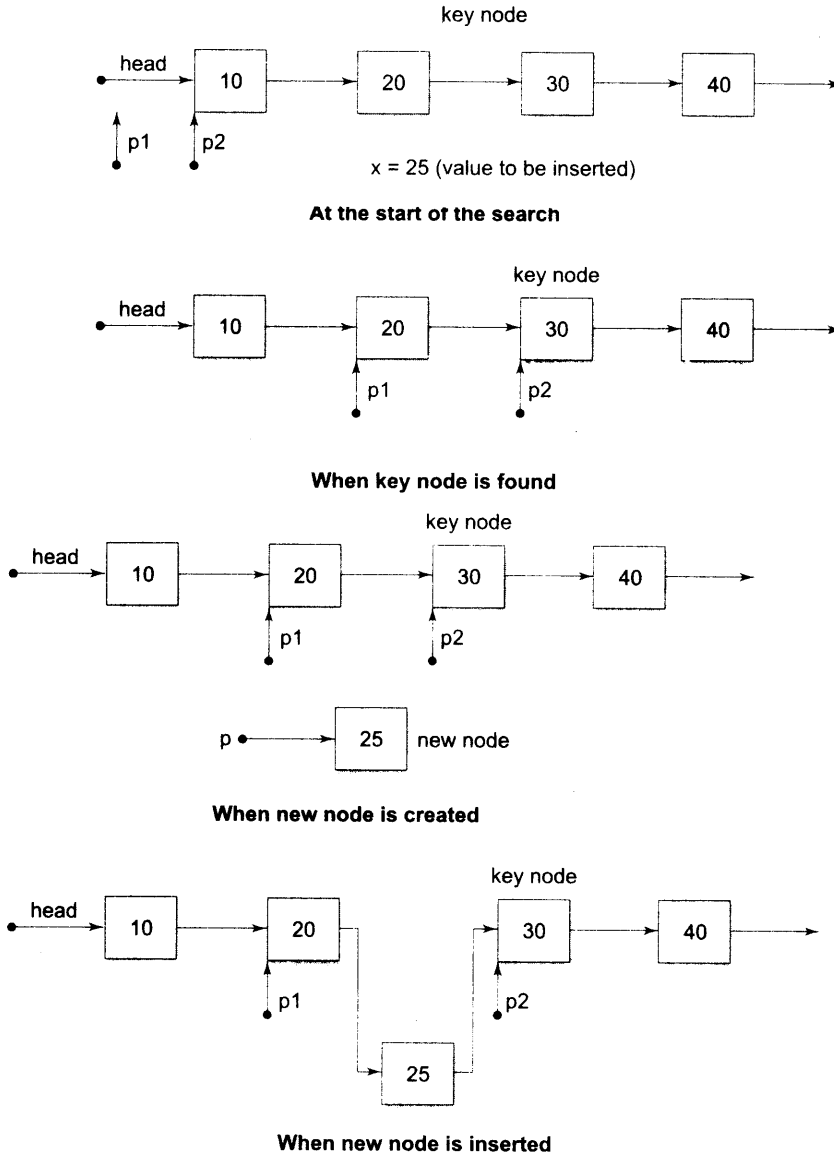 key node
head
10
20
30
40
p1
p2
x = 25 (value to be inserted)
At the start of the search
key node
head
10
20
30
40
p1
p2
When key node is found
key node
head
10
20
30
40
p1
p2
p
25
new node
When new node is created
key node
head
10
20
30
40
p1
p2
25
When new node is inserted